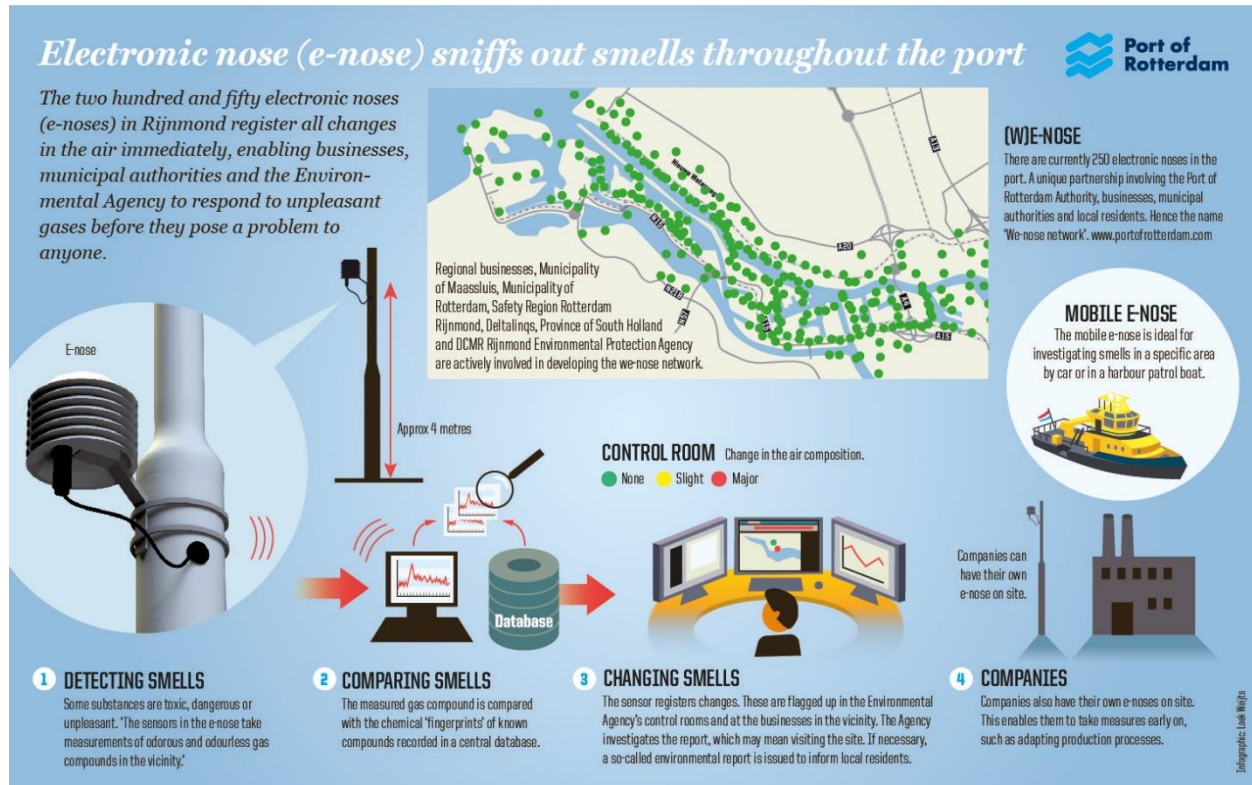 Electronic nose (e-nose) sniffs out smells throughout the port
Port of
Rotterdam
The two hundred and fifty electronic noses
(e-noses) in Rijnmond register all changes
in the air immediately, enabling businesses,
municipal authorities and the Environ-
mental Agency to respond to unpleasant
gases before they pose a problem to
anyone.
Nieuwe Waterweg
A13
A20
N15
N218
N57
A15
A4
A15
Regional businesses, Municipality
of Maassluis, Municipality of
Rotterdam, Safety Region Rotterdam
Rijnmond, Deltalinqs, Province of South Holland
and DCMR Rijnmond Environmental Protection Agency
are actively involved in developing the we-nose network.
(W)E-NOSE
There are currently 250 electronic noses in the
port. A unique partnership involving the Port of
Rotterdam Authority, businesses, municipal
authorities and local residents. Hence the name
'We-nose network'. www.portofrotterdam.com
MOBILE E-NOSE
The mobile e-nose is ideal for
investigating smells in a specific area
by car or in a harbour patrol boat.
E-nose
Approx 4 metres
CONTROL ROOM Change in the air composition.
None Slight Major
Database
Companies can
have their own
e-nose on site.
1 DETECTING SMELLS
Some substances are toxic, dangerous or
unpleasant. 'The sensors in the e-nose take
measurements of odorous and odourless gas
compounds in the vicinity.'
2 COMPARING SMELLS
The measured gas compound is compared
with the chemical 'fingerprints' of known
compounds recorded in a central database.
3 CHANGING SMELLS
The sensor registers changes. These are flagged up in the Environmental
Agency's control rooms and at the businesses in the vicinity. The Agency
investigates the report, which may mean visiting the site. If necessary,
a so-called environmental report is issued to inform local residents.
4 COMPANIES
Companies also have their own e-noses on site.
This enables them to take measures early on,
such as adapting production processes.
Infographic: Loek Weijts